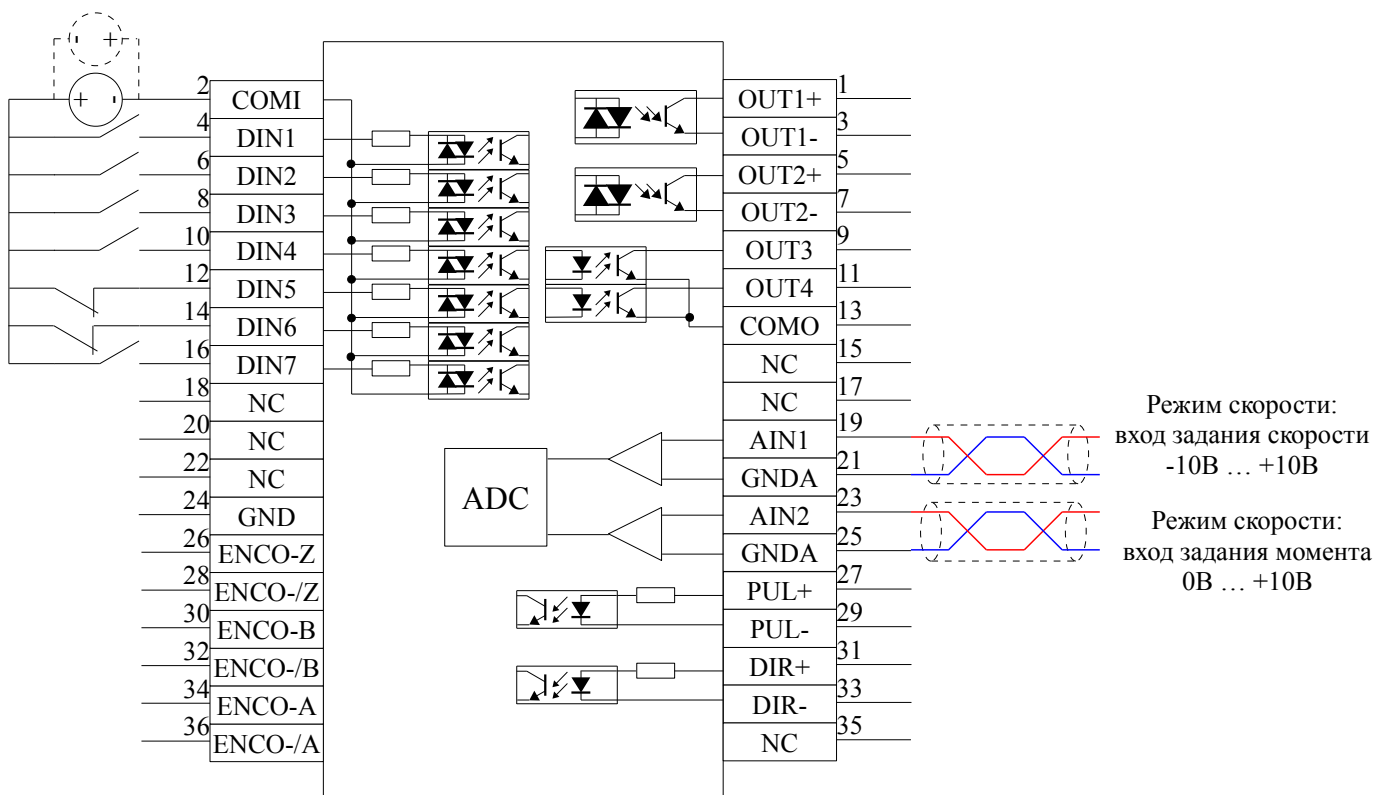 - +
+ -
2 COMI
4 DIN1
6 DIN2
8 DIN3
10 DIN4
12 DIN5
14 DIN6
16 DIN7
18 NC
20 NC
22 NC
24 GND
26 ENCO-Z
28 ENCO-/Z
30 ENCO-B
32 ENCO-/B
34 ENCO-A
36 ENCO-/A
ADC
OUT1+ 1
OUT1- 3
OUT2+ 5
OUT2- 7
OUT3 9
OUT4 11
COMO 13
NC 15
NC 17
AIN1 19
GNDA 21
AIN2 23
GNDA 25
PUL+ 27
PUL- 29
DIR+ 31
DIR- 33
NC 35
Режим скорости:
вход задания скорости
-10В … +10В
Режим скорости:
вход задания момента
0В … +10В